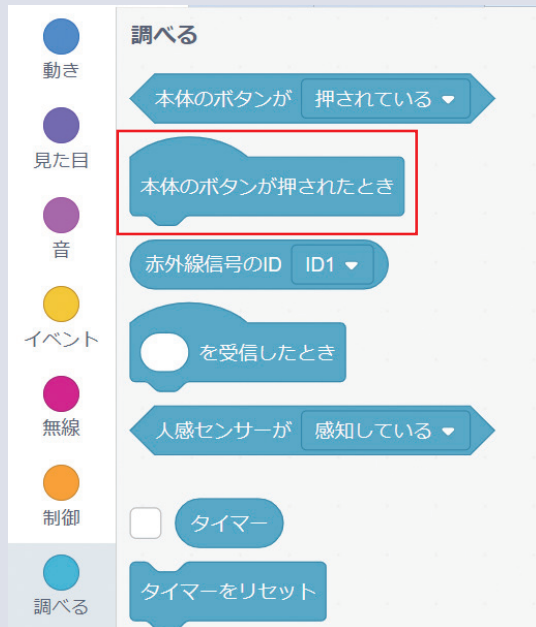 動き
見た目
音
イベント
無線
制御
調べる
調べる
本体のボタンが 押されている
本体のボタンが押されたとき
赤外線信号のID ID1
を受信したとき
人感センサーが 感知している
タイマー
タイマーをリセット